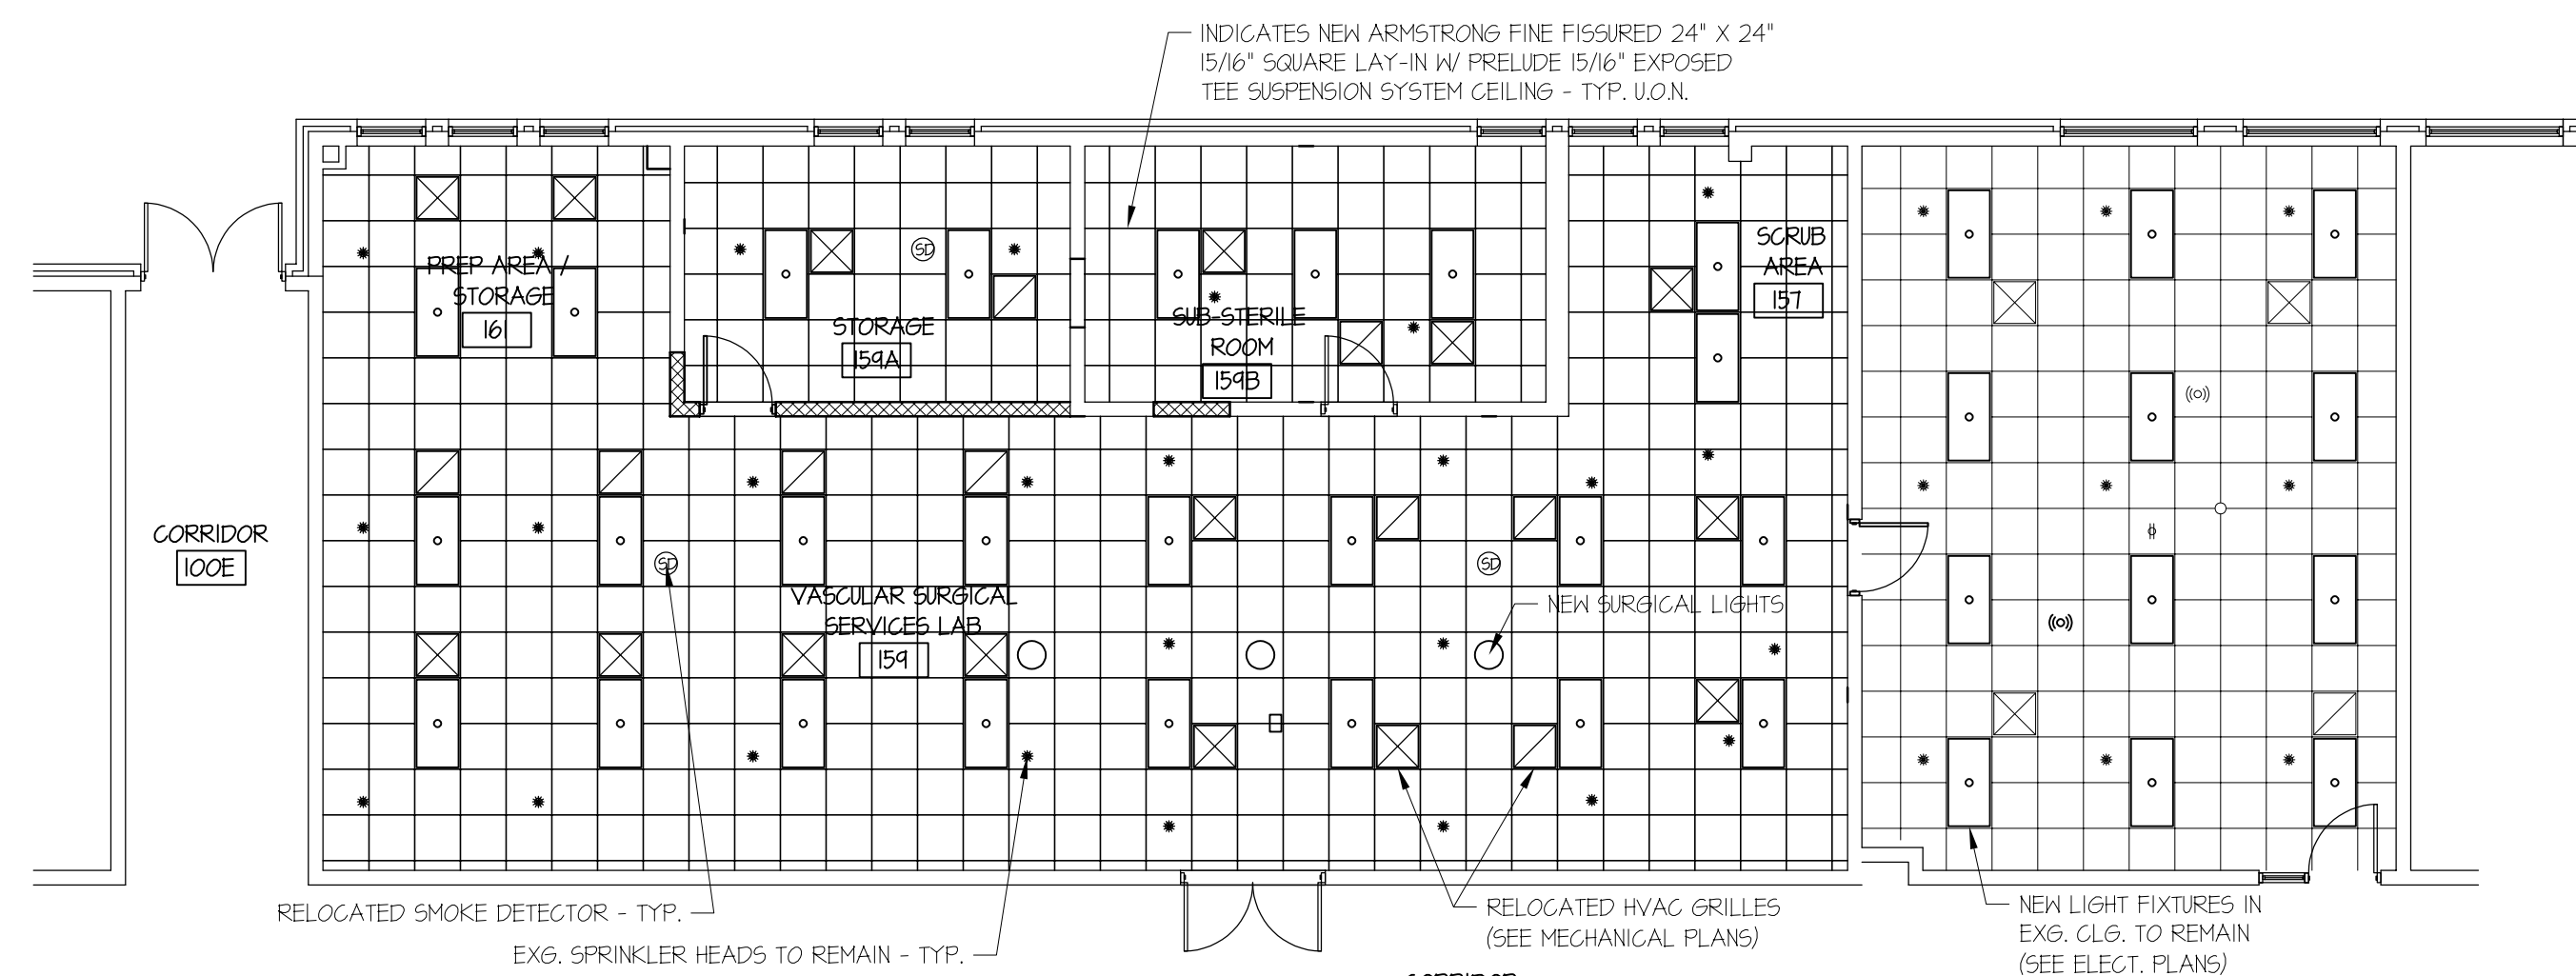 INDICATES NEW ARMSTRONG FINE FISSURED 24" X 24"
15/16" SQUARE LAY-IN W/ PRELUDE 15/16" EXPOSED
TEE SUSPENSION SYSTEM CEILING - TYP. U.O.N.
PREP AREA /
STORAGE
161
SD
STORAGE
159A
SUB-STERILE
ROOM
159B
SCRUB
AREA
157
CORRIDOR
100E
SD
SD
VASCULAR SURGICAL
SERVICES LAB
159
NEW SURGICAL LIGHTS
RELOCATED SMOKE DETECTOR - TYP.
EXG. SPRINKLER HEADS TO REMAIN - TYP.
RELOCATED HVAC GRILLES
(SEE MECHANICAL PLANS)
NEW LIGHT FIXTURES IN
EXG. CLG. TO REMAIN
(SEE ELECT. PLANS)